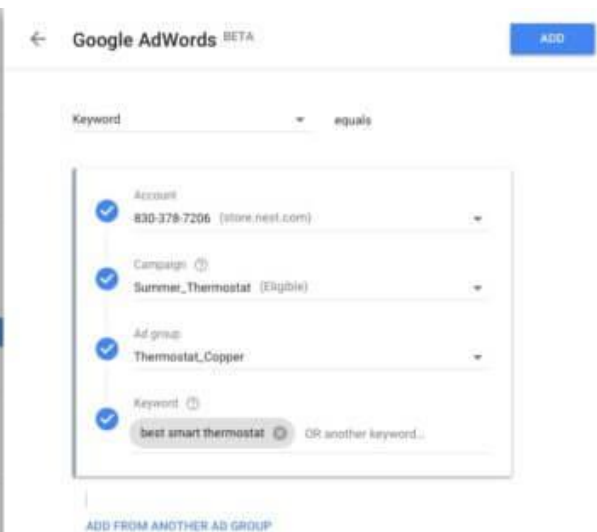 Google AdWords BETA
ADD
Keyword equals
Account
830-378-7206 (store.nest.com)
Campaign
Summer_Thermostat (Eligible)
Ad group
Thermostat_Copper
Keyword
best smart thermostat OR another keyword...
ADD FROM ANOTHER AD GROUP